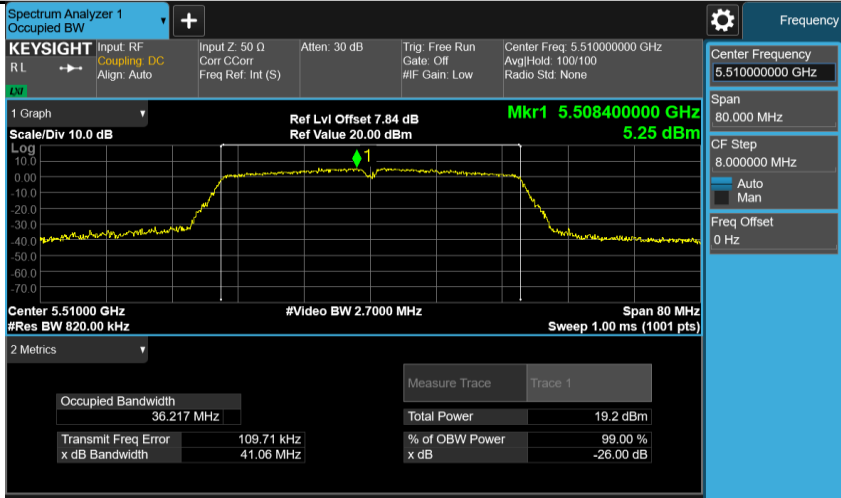 Spectrum Analyzer 1
Occupied BW
+
Frequency
KEYSIGHT
R L
LXI
Input: RF
Coupling: DC
Align: Auto
Input Z: 50 Ω
Corr CCorr
Freq Ref: Int (S)
Atten: 30 dB
Trig: Free Run
Gate: Off
#IF Gain: Low
Center Freq: 5.510000000 GHz
Avg|Hold: 100/100
Radio Std: None
Center Frequency
5.510000000 GHz
Span
80.000 MHz
CF Step
8.000000 MHz
Auto
Man
Freq Offset
0 Hz
1 Graph
Scale/Div 10.0 dB
Ref Lvl Offset 7.84 dB
Ref Value 20.00 dBm
Mkr1 5.508400000 GHz
5.25 dBm
Log
10.0
0.00
-10.0
-20.0
-30.0
-40.0
-50.0
-60.0
-70.0
1
Center 5.51000 GHz
#Res BW 820.00 kHz
#Video BW 2.7000 MHz
Span 80 MHz
Sweep 1.00 ms (1001 pts)
2 Metrics
Measure Trace Trace 1
Occupied Bandwidth
36.217 MHz
Total Power 19.2 dBm
Transmit Freq Error 109.71 kHz
% of OBW Power 99.00 %
x dB Bandwidth 41.06 MHz
x dB -26.00 dB